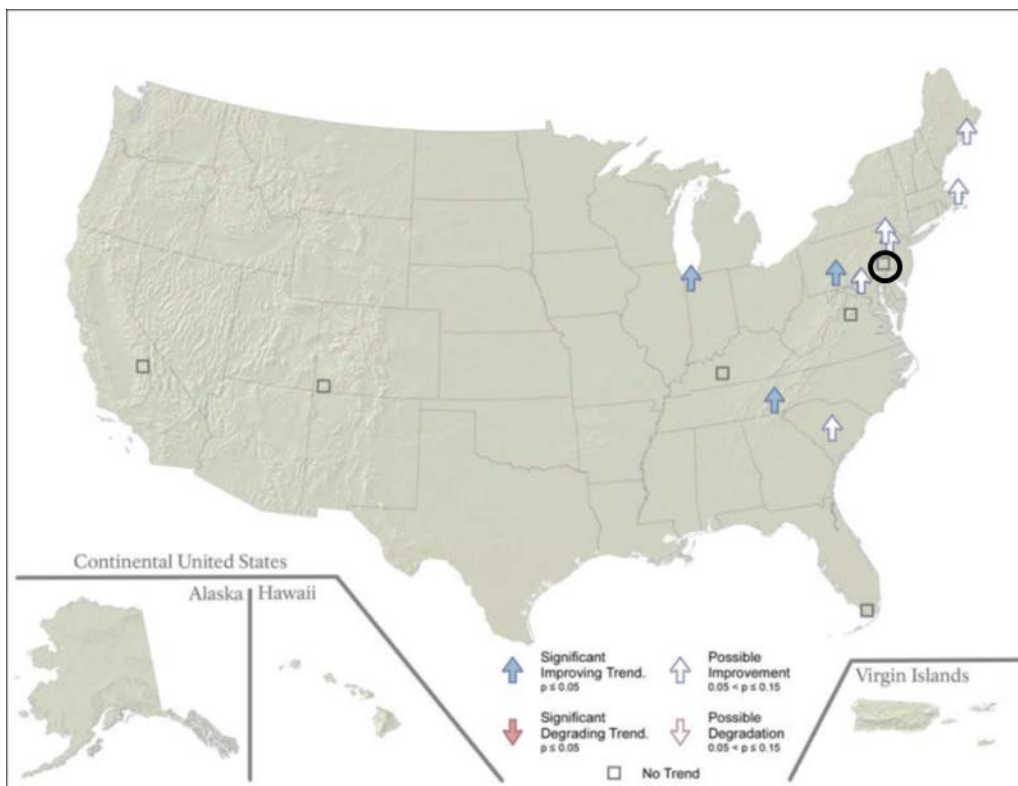 Continental United States
Alaska
Hawaii
Significant
Improving Trend.
p ≤ 0.05
Possible
Improvement
0.05 < p ≤ 0.15
Significant
Degrading Trend.
p ≤ 0.05
Possible
Degradation
0.05 < p ≤ 0.15
No Trend
Virgin Islands